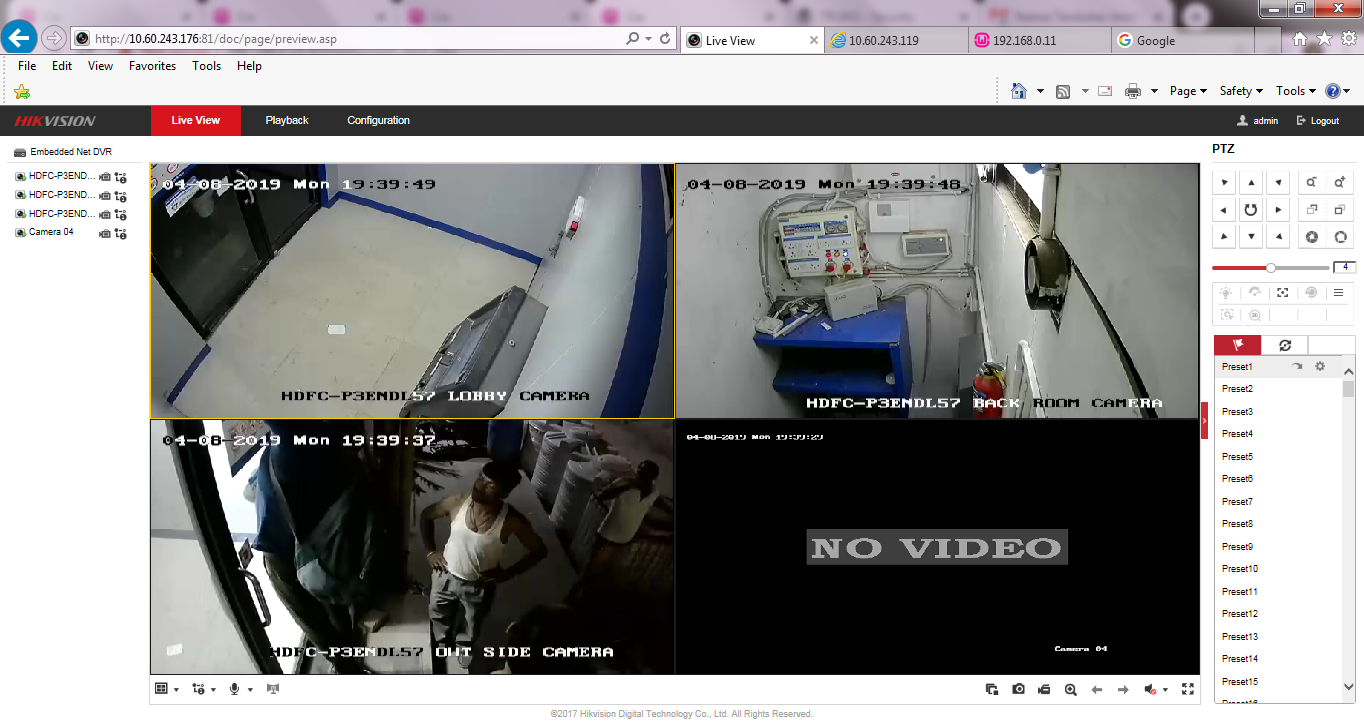 http://10.60.243.176:81/doc/page/preview.asp
Live View
10.60.243.119
192.168.0.11
Google
File Edit View Favorites Tools Help
Page Safety Tools
HIKVISION
Live View Playback Configuration
admin Logout
Embedded Net DVR
HDFC-P3END...
HDFC-P3END...
HDFC-P3END...
Camera 04
04-08-2019 Mon 19:39:49
HDFC-P3ENDL57 LOBBY CAMERA
04-08-2019 Mon 19:39:48
HDFC-P3ENDL57 BACK ROOM CAMERA
04-08-2019 Mon 19:39:37
HDFC-P3ENDL57 OUT SIDE CAMERA
04-08-2019 Mon 19:39:29
NO VIDEO
Camera 04
PTZ
4
Preset1
Preset2
Preset3
Preset4
Preset5
Preset6
Preset7
Preset8
Preset9
Preset10
Preset11
Preset12
Preset13
Preset14
Preset15
©2017 Hikvision Digital Technology Co., Ltd. All Rights Reserved.